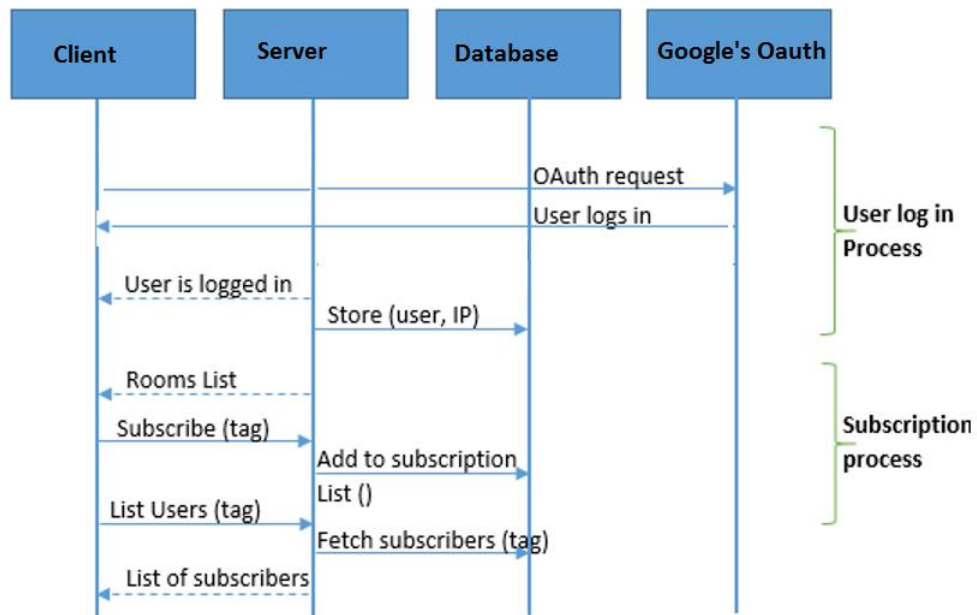 Client
Server
Database
Google's Oauth
OAuth request
User logs in
User log in
Process
User is logged in
Store (user, IP)
Rooms List
Subscribe (tag)
Subscription
process
Add to subscription
List ()
List Users (tag)
Fetch subscribers (tag)
List of subscribers